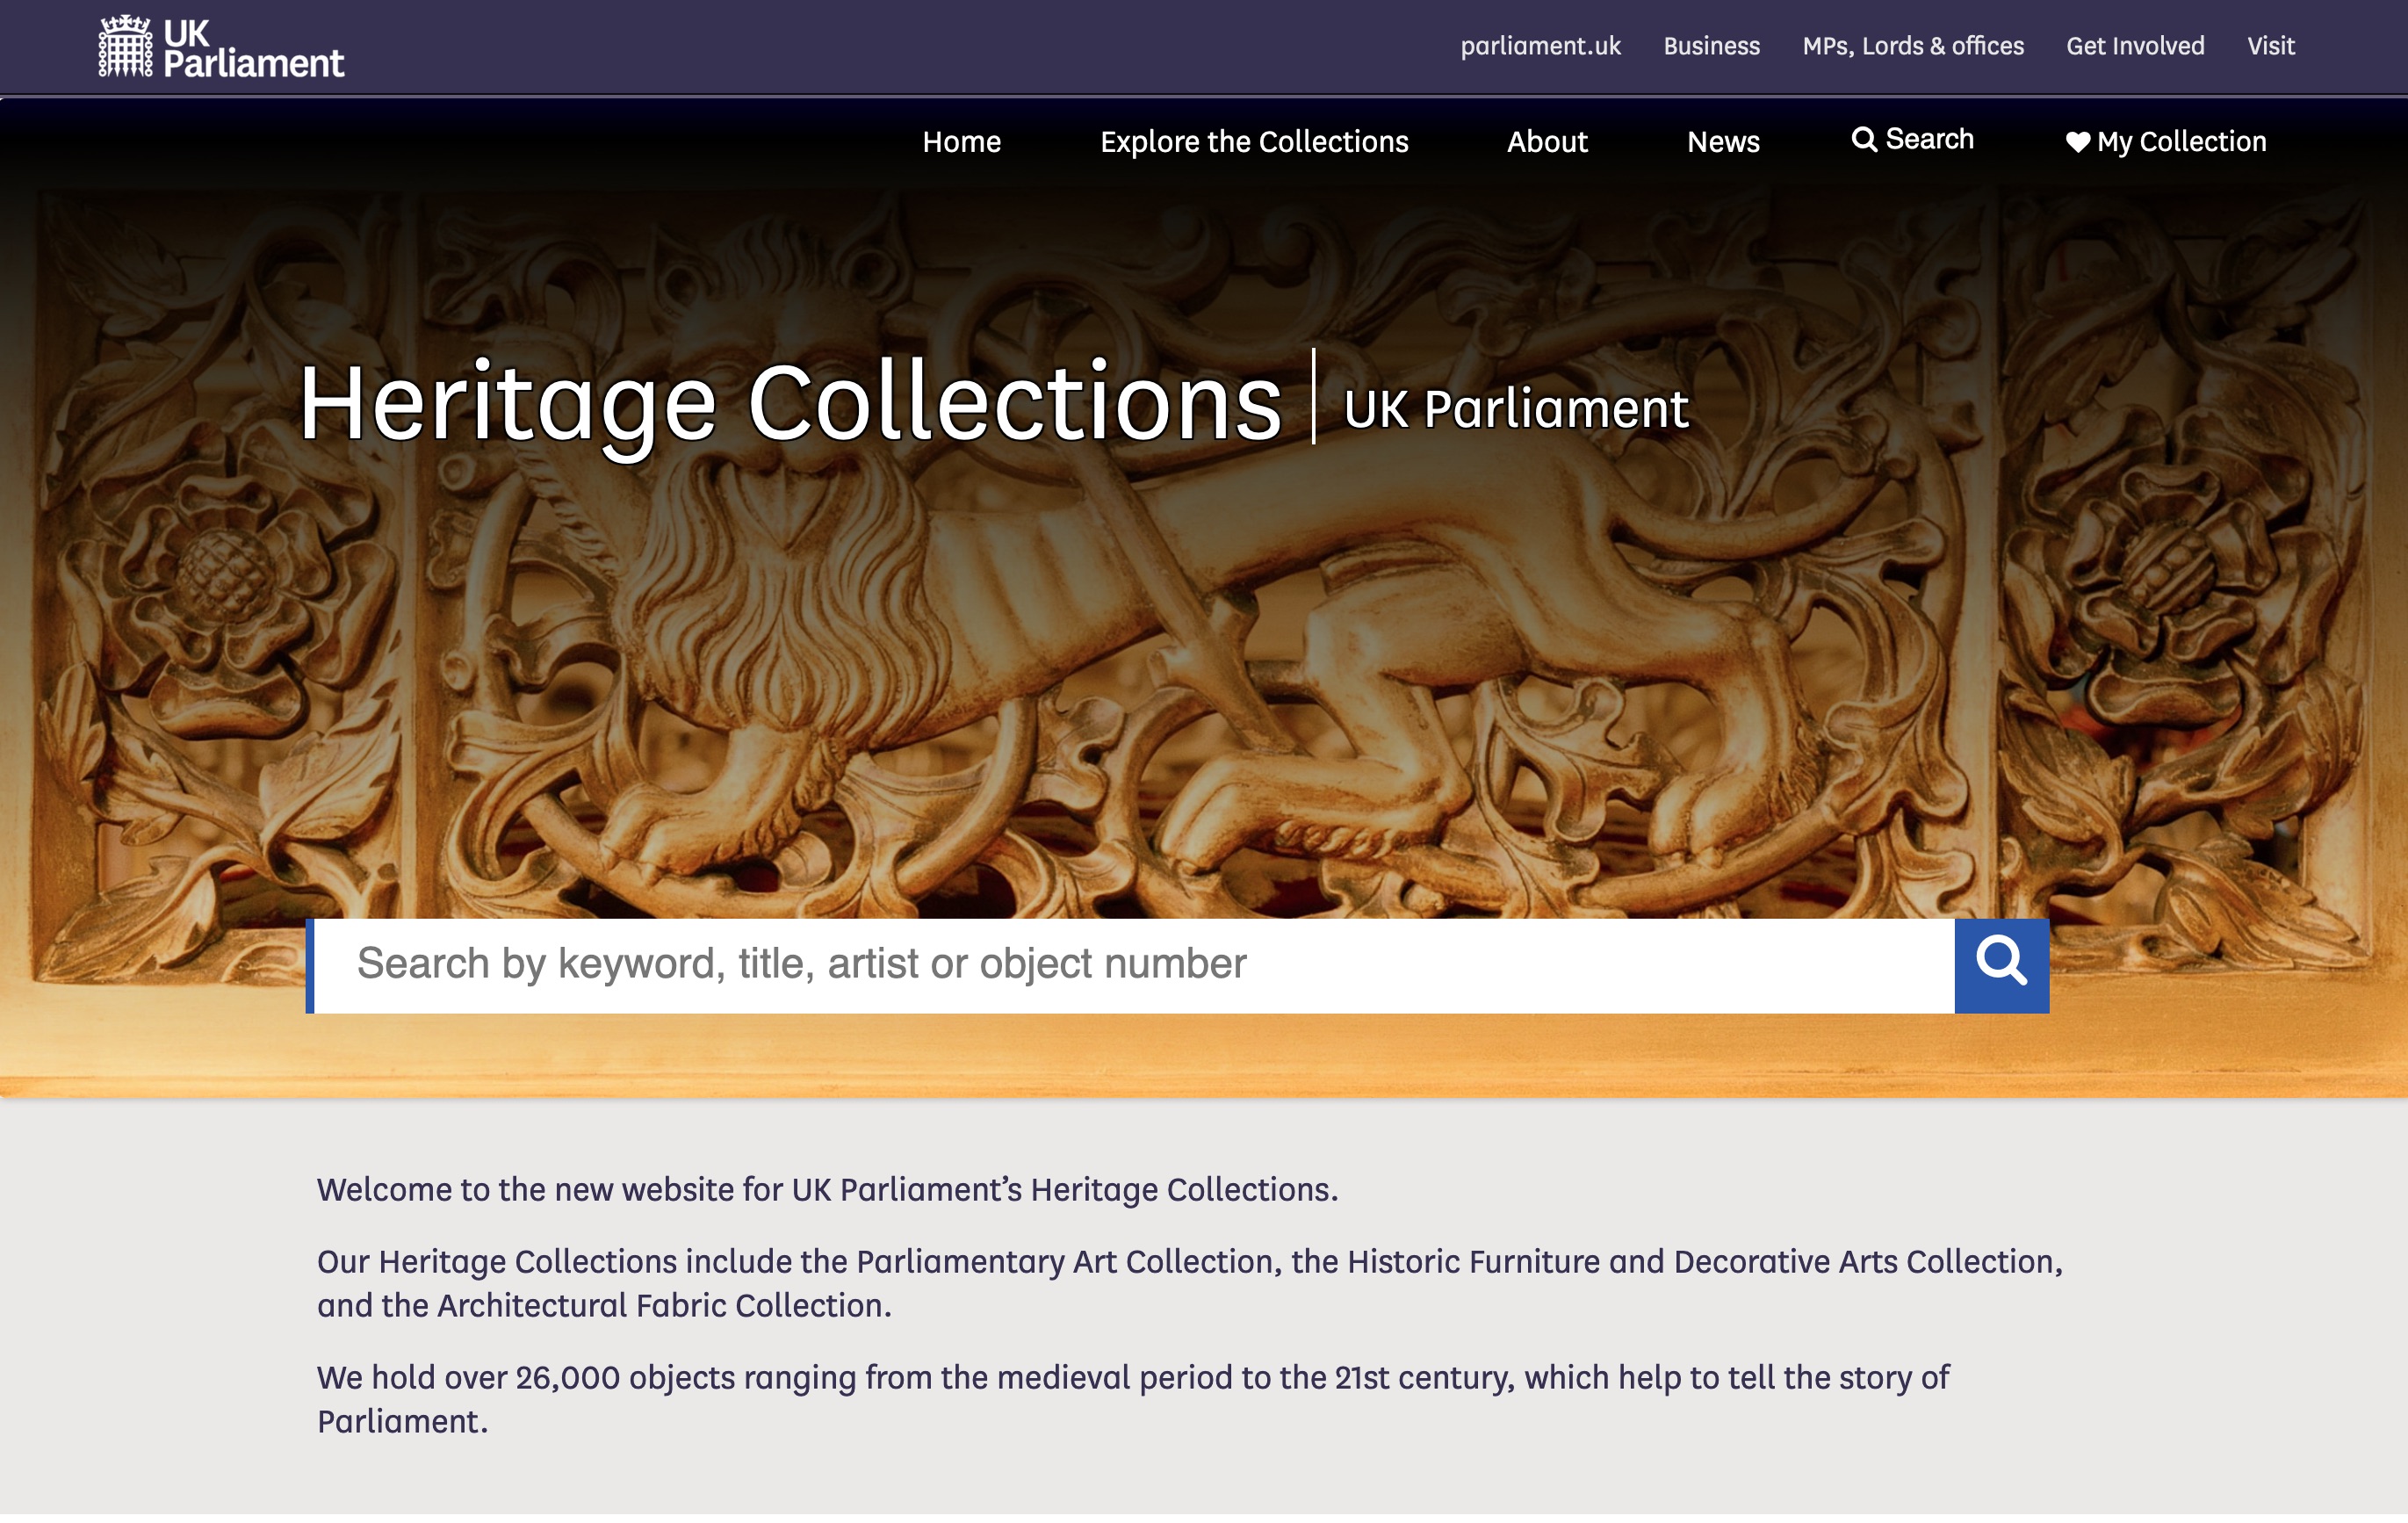 UK
Parliament
parliament.uk Business MPs, Lords & offices Get Involved Visit
Home Explore the Collections About News Search My Collection
Heritage Collections UK Parliament
Search by keyword, title, artist or object number
Welcome to the new website for UK Parliament’s Heritage Collections.
Our Heritage Collections include the Parliamentary Art Collection, the Historic Furniture and Decorative Arts Collection,
and the Architectural Fabric Collection.
We hold over 26,000 objects ranging from the medieval period to the 21st century, which help to tell the story of
Parliament.